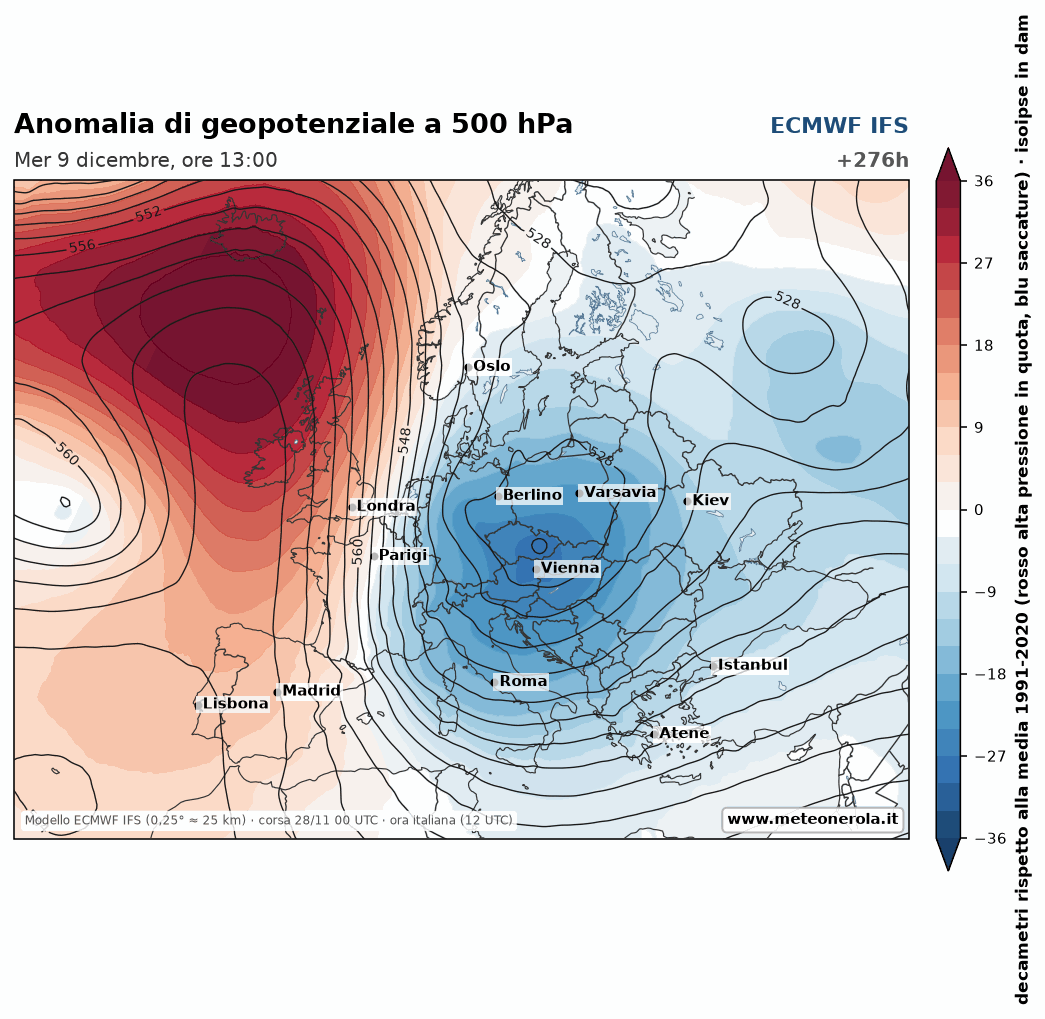 Anomalia di geopotenziale a 500 hPa
ECMWF IFS
Mer 9 dicembre, ore 13:00
+276h
552
556
528
528
560
548
528
560
Oslo
Berlino
Varsavia
Kiev
Londra
Parigi
Vienna
Istanbul
Roma
Madrid
Lisbona
Atene
Modello ECMWF IFS (0,25° ≈ 25 km) · corsa 28/11 00 UTC · ora italiana (12 UTC)
www.meteonerola.it
36
27
18
9
0
−9
−18
−27
−36
decametri rispetto alla media 1991-2020 (rosso alta pressione in quota, blu saccature) · isoipse in dam